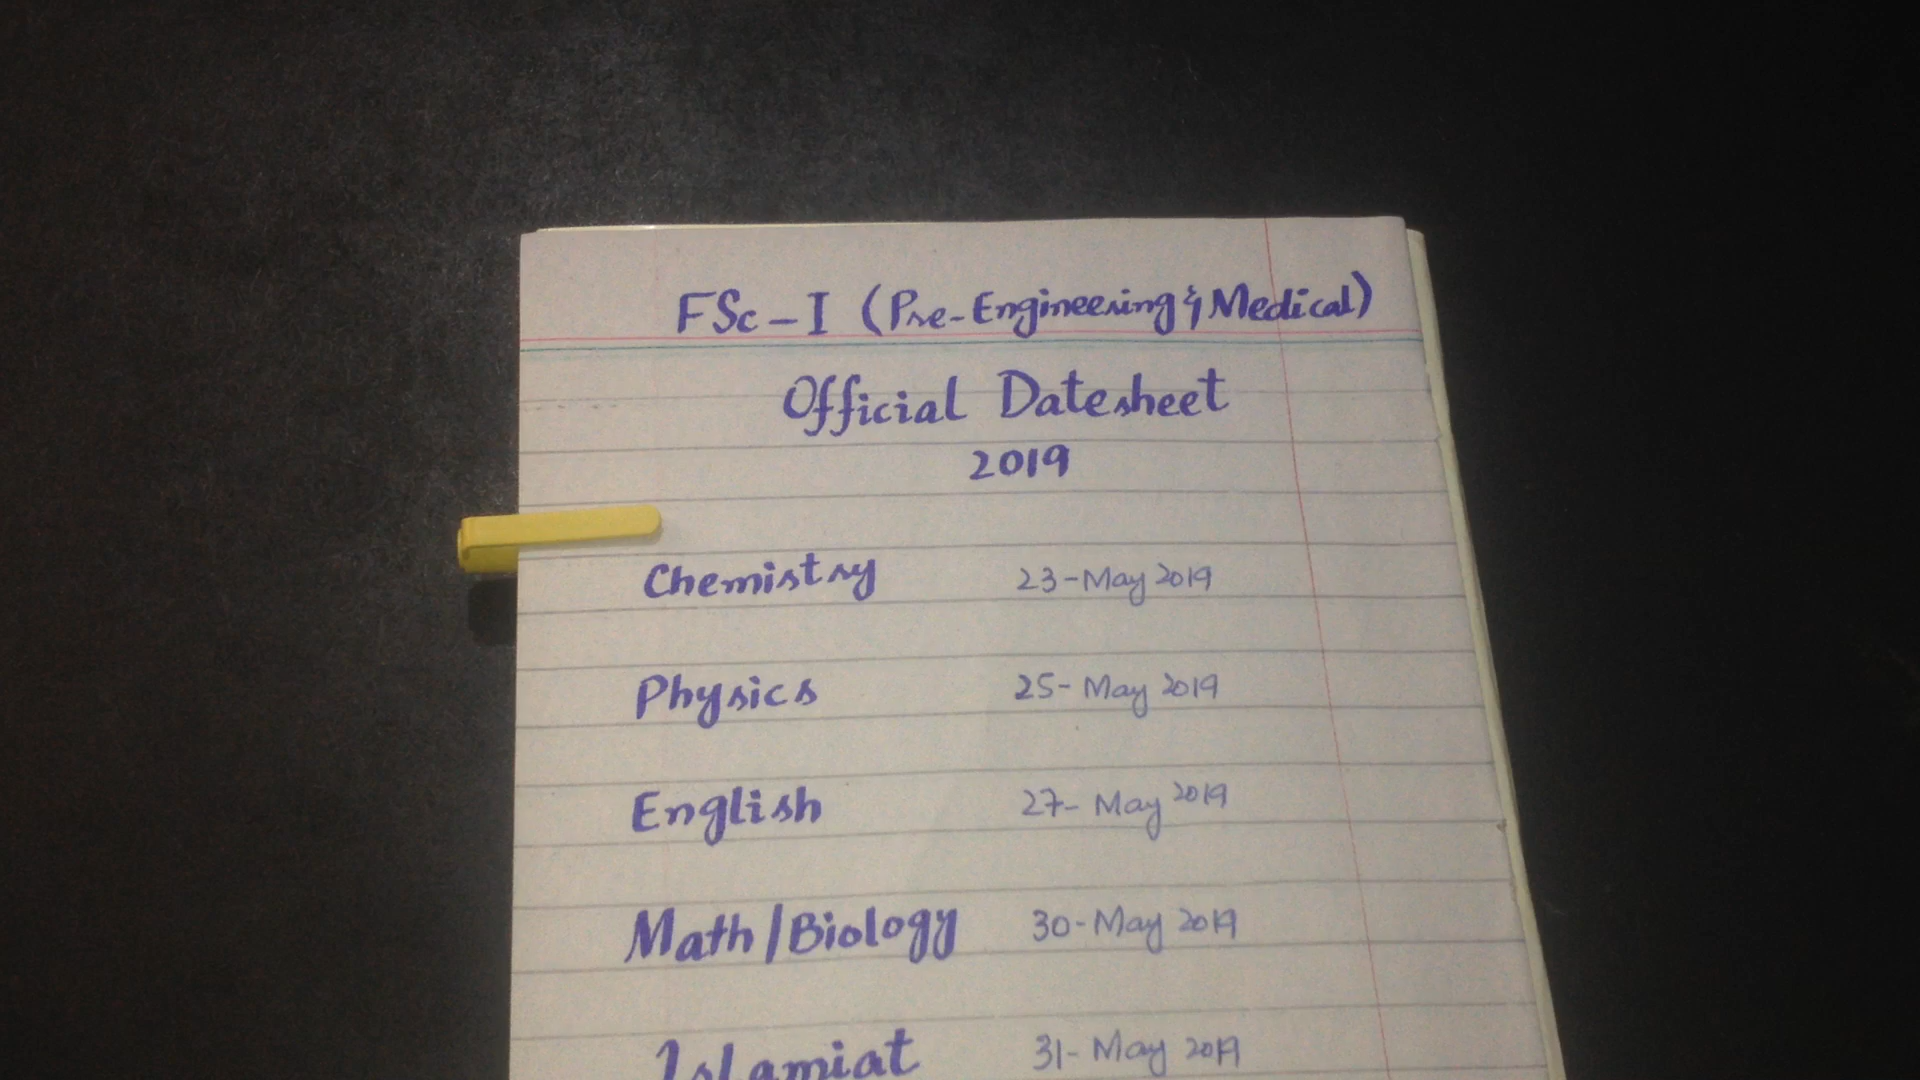 FSc-I (Pre-Engineering & Medical)
Official Datesheet
2019
Chemistry 23-May 2019
Physics 25-May 2019
English 27-May 2019
Math/Biology 30-May 2019
Islamiat 31-May 2019